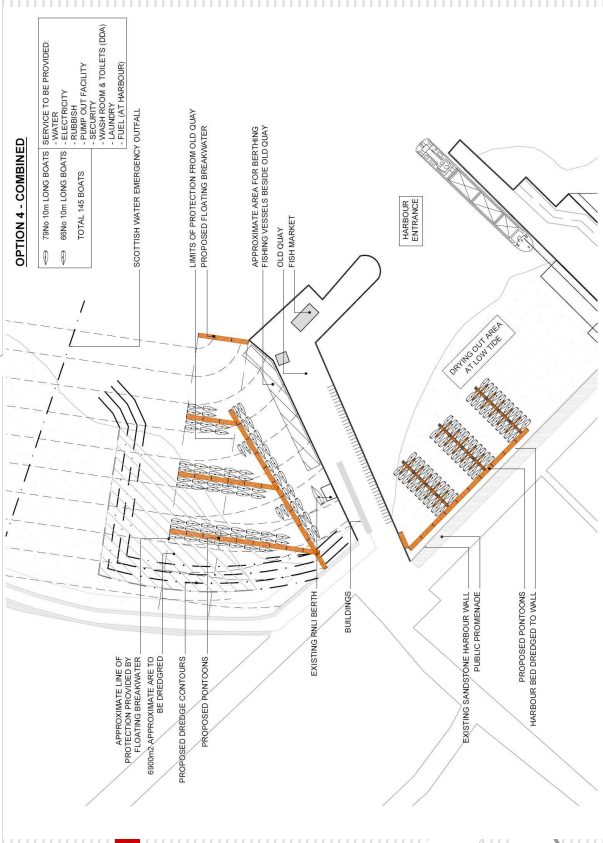 OPTION 4 - COMBINED
79No 10m LONG BOATS
66No 10m LONG BOATS
TOTAL 145 BOATS
SERVICE TO BE PROVIDED:
- WATER
- ELECTRICITY
- RUBBISH
- PUMP OUT FACILITY
- SECURITY
- WASH ROOM & TOILETS (DDA)
- LAUNDRY
- FUEL (AT HARBOUR)
SCOTTISH WATER EMERGENCY OUTFALL
LIMITS OF PROTECTION FROM OLD QUAY
PROPOSED FLOATING BREAKWATER
APPROXIMATE AREA FOR BERTHING
FISHING VESSELS BESIDE OLD QUAY
OLD QUAY
FISH MARKET
HARBOUR
ENTRANCE
DRYING OUT AREA
AT LOW TIDE
APPROXIMATE LINE OF
PROTECTION PROVIDED BY
FLOATING BREAKWATER
6900m2 APPROXIMATE ARE TO
BE DREDGRED
PROPOSED DREDGE CONTOURS
PROPOSED PONTOONS
EXISTING RNLI BERTH
BUILDINGS
EXISTING SANDSTONE HARBOUR WALL
PUBLIC PROMENADE
PROPOSED PONTOONS
HARBOUR BED DREDGED TO WALL